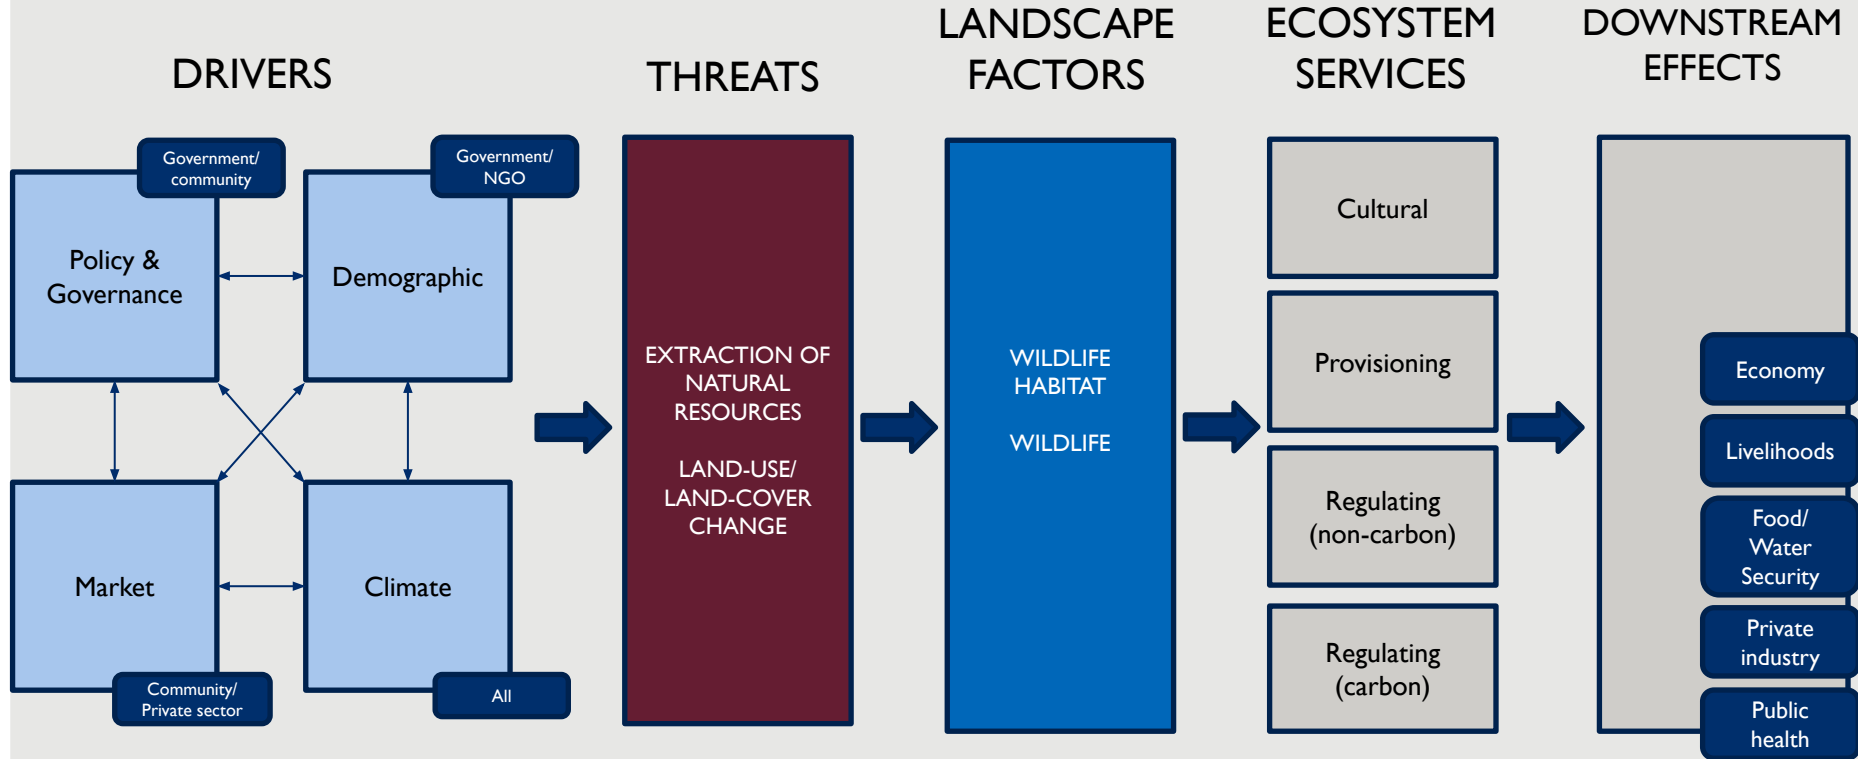 DRIVERS
THREATS
LANDSCAPE
FACTORS
ECOSYSTEM
SERVICES
DOWNSTREAM
EFFECTS
Government/
community
Policy &
Governance
Government/
NGO
Demographic
Market
Community/
Private sector
Climate
All
EXTRACTION OF
NATURAL
RESOURCES
LAND-USE/
LAND-COVER
CHANGE
WILDLIFE
HABITAT
WILDLIFE
Cultural
Provisioning
Regulating
(non-carbon)
Regulating
(carbon)
Economy
Livelihoods
Food/
Water
Security
Private
industry
Public
health